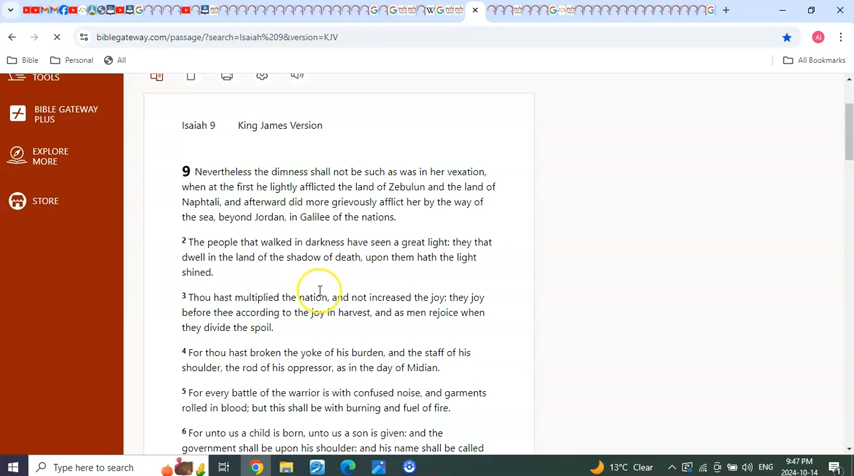 biblegateway.com/passage/?search=Isaiah%209&version=KJV
AI
Bible
Personal
All
All Bookmarks
TOOLS
BIBLE GATEWAY
PLUS
EXPLORE
MORE
STORE
Isaiah 9 King James Version
9 Nevertheless the dimness shall not be such as was in her vexation,
when at the first he lightly afflicted the land of Zebulun and the land of
Naphtali, and afterward did more grievously afflict her by the way of
the sea, beyond Jordan, in Galilee of the nations.
2 The people that walked in darkness have seen a great light: they that
dwell in the land of the shadow of death, upon them hath the light
shined.
3 Thou hast multiplied the nation, and not increased the joy: they joy
before thee according to the joy in harvest, and as men rejoice when
they divide the spoil.
4 For thou hast broken the yoke of his burden, and the staff of his
shoulder, the rod of his oppressor, as in the day of Midian.
5 For every battle of the warrior is with confused noise, and garments
rolled in blood; but this shall be with burning and fuel of fire.
6 For unto us a child is born, unto us a son is given: and the
government shall be upon his shoulder: and his name shall be called
Type here to search
13°C Clear
ENG
9:47 PM
2024-10-14